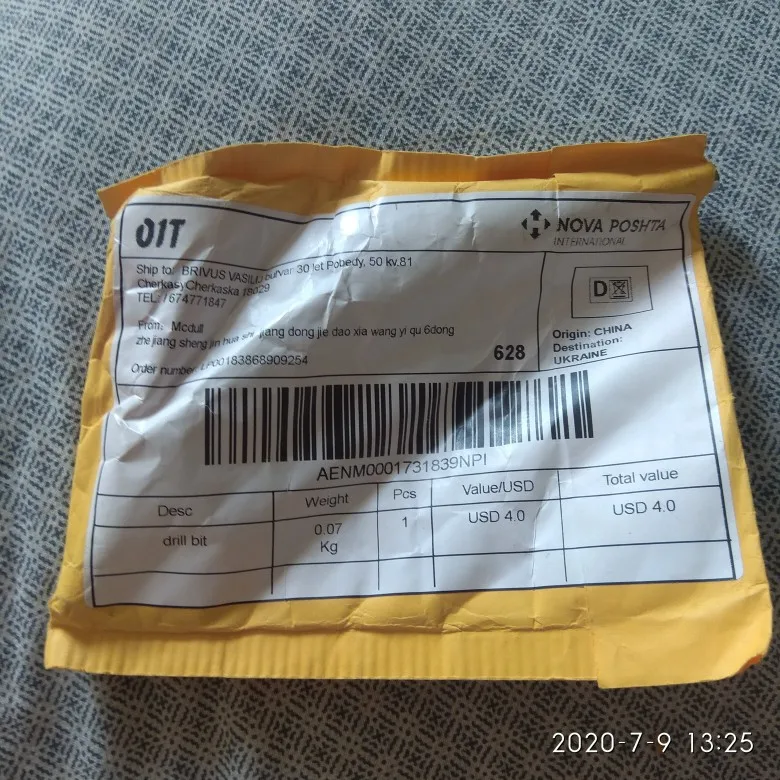 01T
NOVA POSHTA
INTERNATIONAL
Ship to: BRIVUS VASILIJ bulvar 30 let Pobedy, 50 kv.81
Cherkasy Cherkaska 18029
TEL: /674771847
From: Mcdull
zhe jiang sheng jin hua shi jiang dong jie dao xia wang yi qu 6dong
Order number: LP00183868909254
628
D
Origin: CHINA
Destination:
UKRAINE
AENM0001731839NPI
Desc Weight Pcs Value/USD Total value
drill bit 0.07 Kg 1 USD 4.0 USD 4.0
2020-7-9 13:25